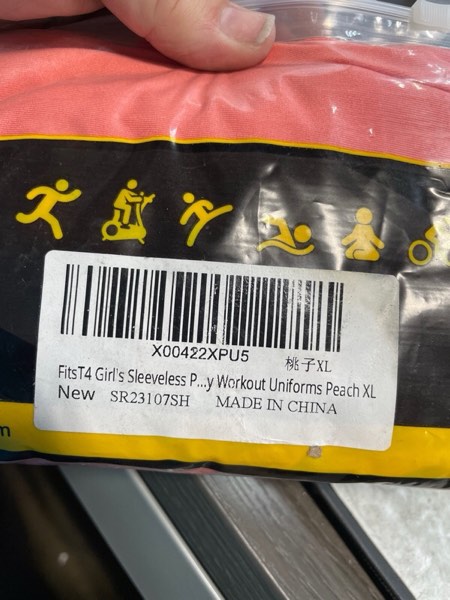 X00422XPU5
桃子XL
FitsT4 Girl's Sleeveless P...y Workout Uniforms Peach XL
New SR23107SH MADE IN CHINA
m